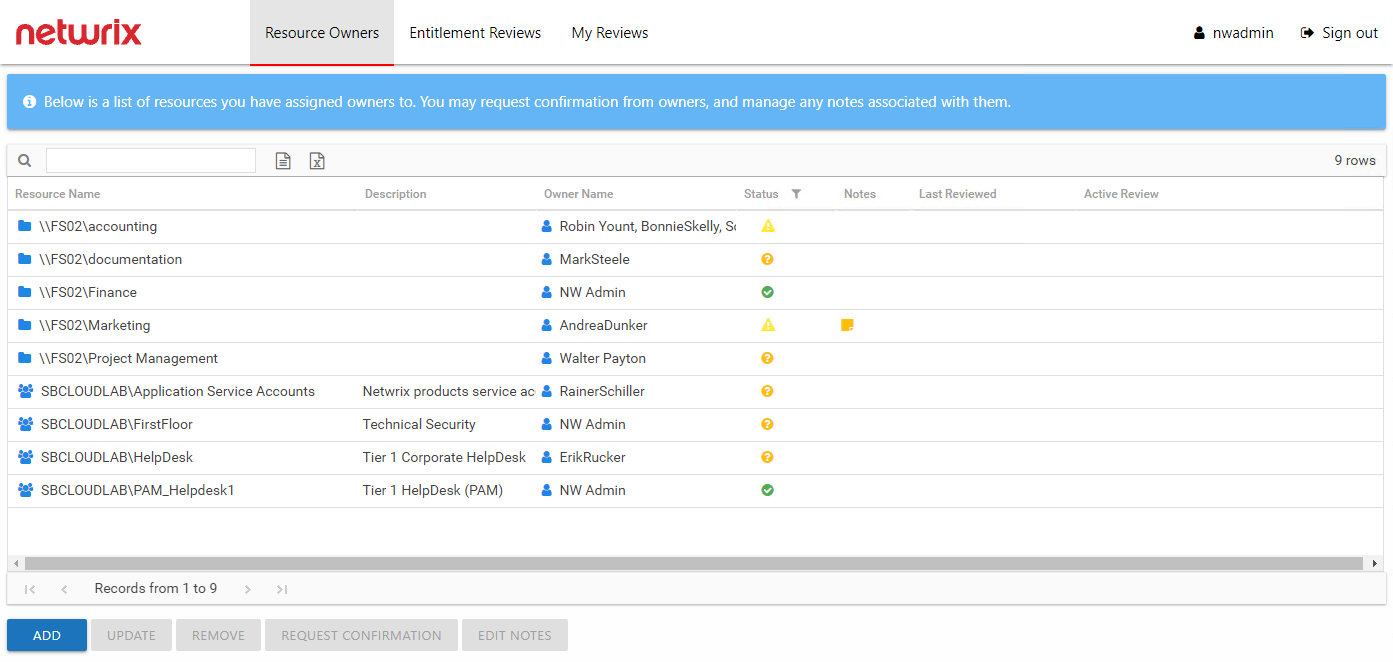 netwrix Resource Owners Entitlement Reviews My Reviews nwadmin Sign out
Below is a list of resources you have assigned owners to. You may request confirmation from owners, and manage any notes associated with them.
9 rows
Resource Name Description Owner Name Status Notes Last Reviewed Active Review
\\FS02\accounting Robin Yount, BonnieSkelly, Sc
\\FS02\documentation MarkSteele
\\FS02\Finance NW Admin
\\FS02\Marketing AndreaDunker
\\FS02\Project Management Walter Payton
SBCLOUDLAB\Application Service Accounts Netwrix products service ac RainerSchiller
SBCLOUDLAB\FirstFloor Technical Security NW Admin
SBCLOUDLAB\HelpDesk Tier 1 Corporate HelpDesk ErikRucker
SBCLOUDLAB\PAM_Helpdesk1 Tier 1 HelpDesk (PAM) NW Admin
Records from 1 to 9
ADD UPDATE REMOVE REQUEST CONFIRMATION EDIT NOTES